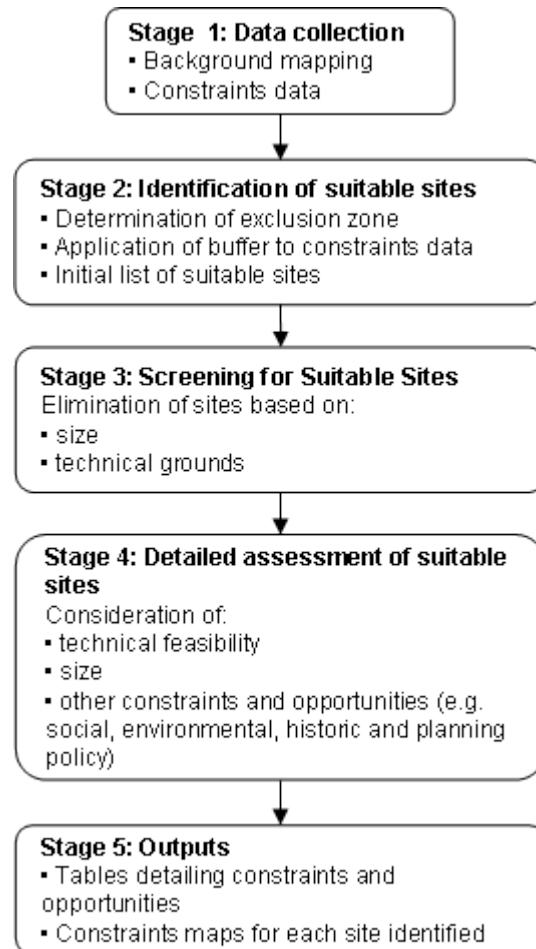 Stage  1: Data collection
▪ Background mapping
▪ Constraints data
Stage 2: Identification of suitable sites
▪ Determination of exclusion zone
▪ Application of buffer to constraints data
▪ Initial list of suitable sites
Stage 3: Screening for Suitable Sites
Elimination of sites based on:
▪ size
▪ technical grounds
Stage 4: Detailed assessment of suitable
sites
Consideration of:
▪ technical feasibility
▪ size
▪ other constraints and opportunities (e.g.
social, environmental, historic and planning
policy)
Stage 5: Outputs
▪ Tables detailing constraints and
opportunities
▪ Constraints maps for each site identified